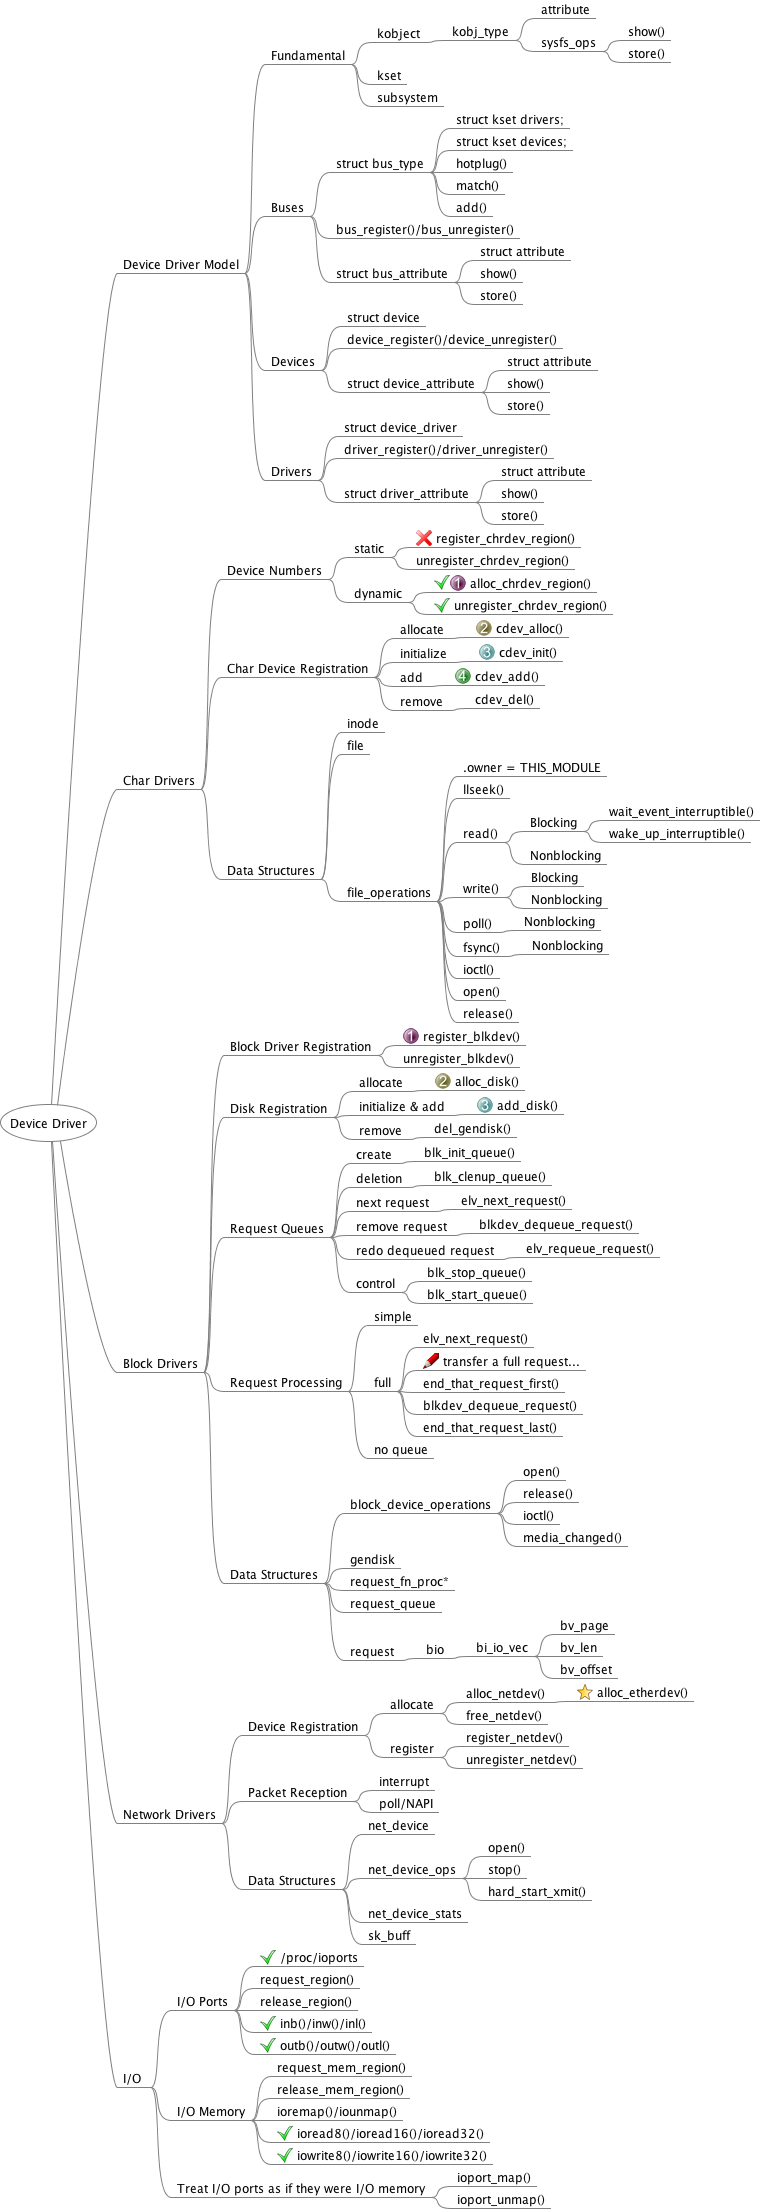 Device Driver
Device Driver Model
Fundamental
kobject
kobj_type
attribute
sysfs_ops
show()
store()
kset
subsystem
Buses
struct bus_type
struct kset drivers;
struct kset devices;
hotplug()
match()
add()
bus_register()/bus_unregister()
struct bus_attribute
struct attribute
show()
store()
Devices
struct device
device_register()/device_unregister()
struct device_attribute
struct attribute
show()
store()
Drivers
struct device_driver
driver_register()/driver_unregister()
struct driver_attribute
struct attribute
show()
store()
Char Drivers
Device Numbers
static
register_chrdev_region()
unregister_chrdev_region()
dynamic
1 alloc_chrdev_region()
unregister_chrdev_region()
Char Device Registration
allocate
2 cdev_alloc()
initialize
3 cdev_init()
add
4 cdev_add()
remove
cdev_del()
Data Structures
inode
file
file_operations
.owner = THIS_MODULE
llseek()
read()
Blocking
wait_event_interruptible()
wake_up_interruptible()
Nonblocking
write()
Blocking
Nonblocking
poll()
Nonblocking
fsync()
Nonblocking
ioctl()
open()
release()
Block Drivers
Block Driver Registration
1 register_blkdev()
unregister_blkdev()
Disk Registration
allocate
2 alloc_disk()
initialize & add
3 add_disk()
remove
del_gendisk()
Request Queues
create
blk_init_queue()
deletion
blk_clenup_queue()
next request
elv_next_request()
remove request
blkdev_dequeue_request()
redo dequeued request
elv_requeue_request()
control
blk_stop_queue()
blk_start_queue()
Request Processing
simple
full
elv_next_request()
transfer a full request...
end_that_request_first()
blkdev_dequeue_request()
end_that_request_last()
no queue
Data Structures
block_device_operations
open()
release()
ioctl()
media_changed()
gendisk
request_fn_proc*
request_queue
request
bio
bi_io_vec
bv_page
bv_len
bv_offset
Network Drivers
Device Registration
allocate
alloc_netdev()
alloc_etherdev()
free_netdev()
register
register_netdev()
unregister_netdev()
Packet Reception
interrupt
poll/NAPI
Data Structures
net_device
net_device_ops
open()
stop()
hard_start_xmit()
net_device_stats
sk_buff
I/O
I/O Ports
/proc/ioports
request_region()
release_region()
inb()/inw()/inl()
outb()/outw()/outl()
I/O Memory
request_mem_region()
release_mem_region()
ioremap()/iounmap()
ioread8()/ioread16()/ioread32()
iowrite8()/iowrite16()/iowrite32()
Treat I/O ports as if they were I/O memory
ioport_map()
ioport_unmap()